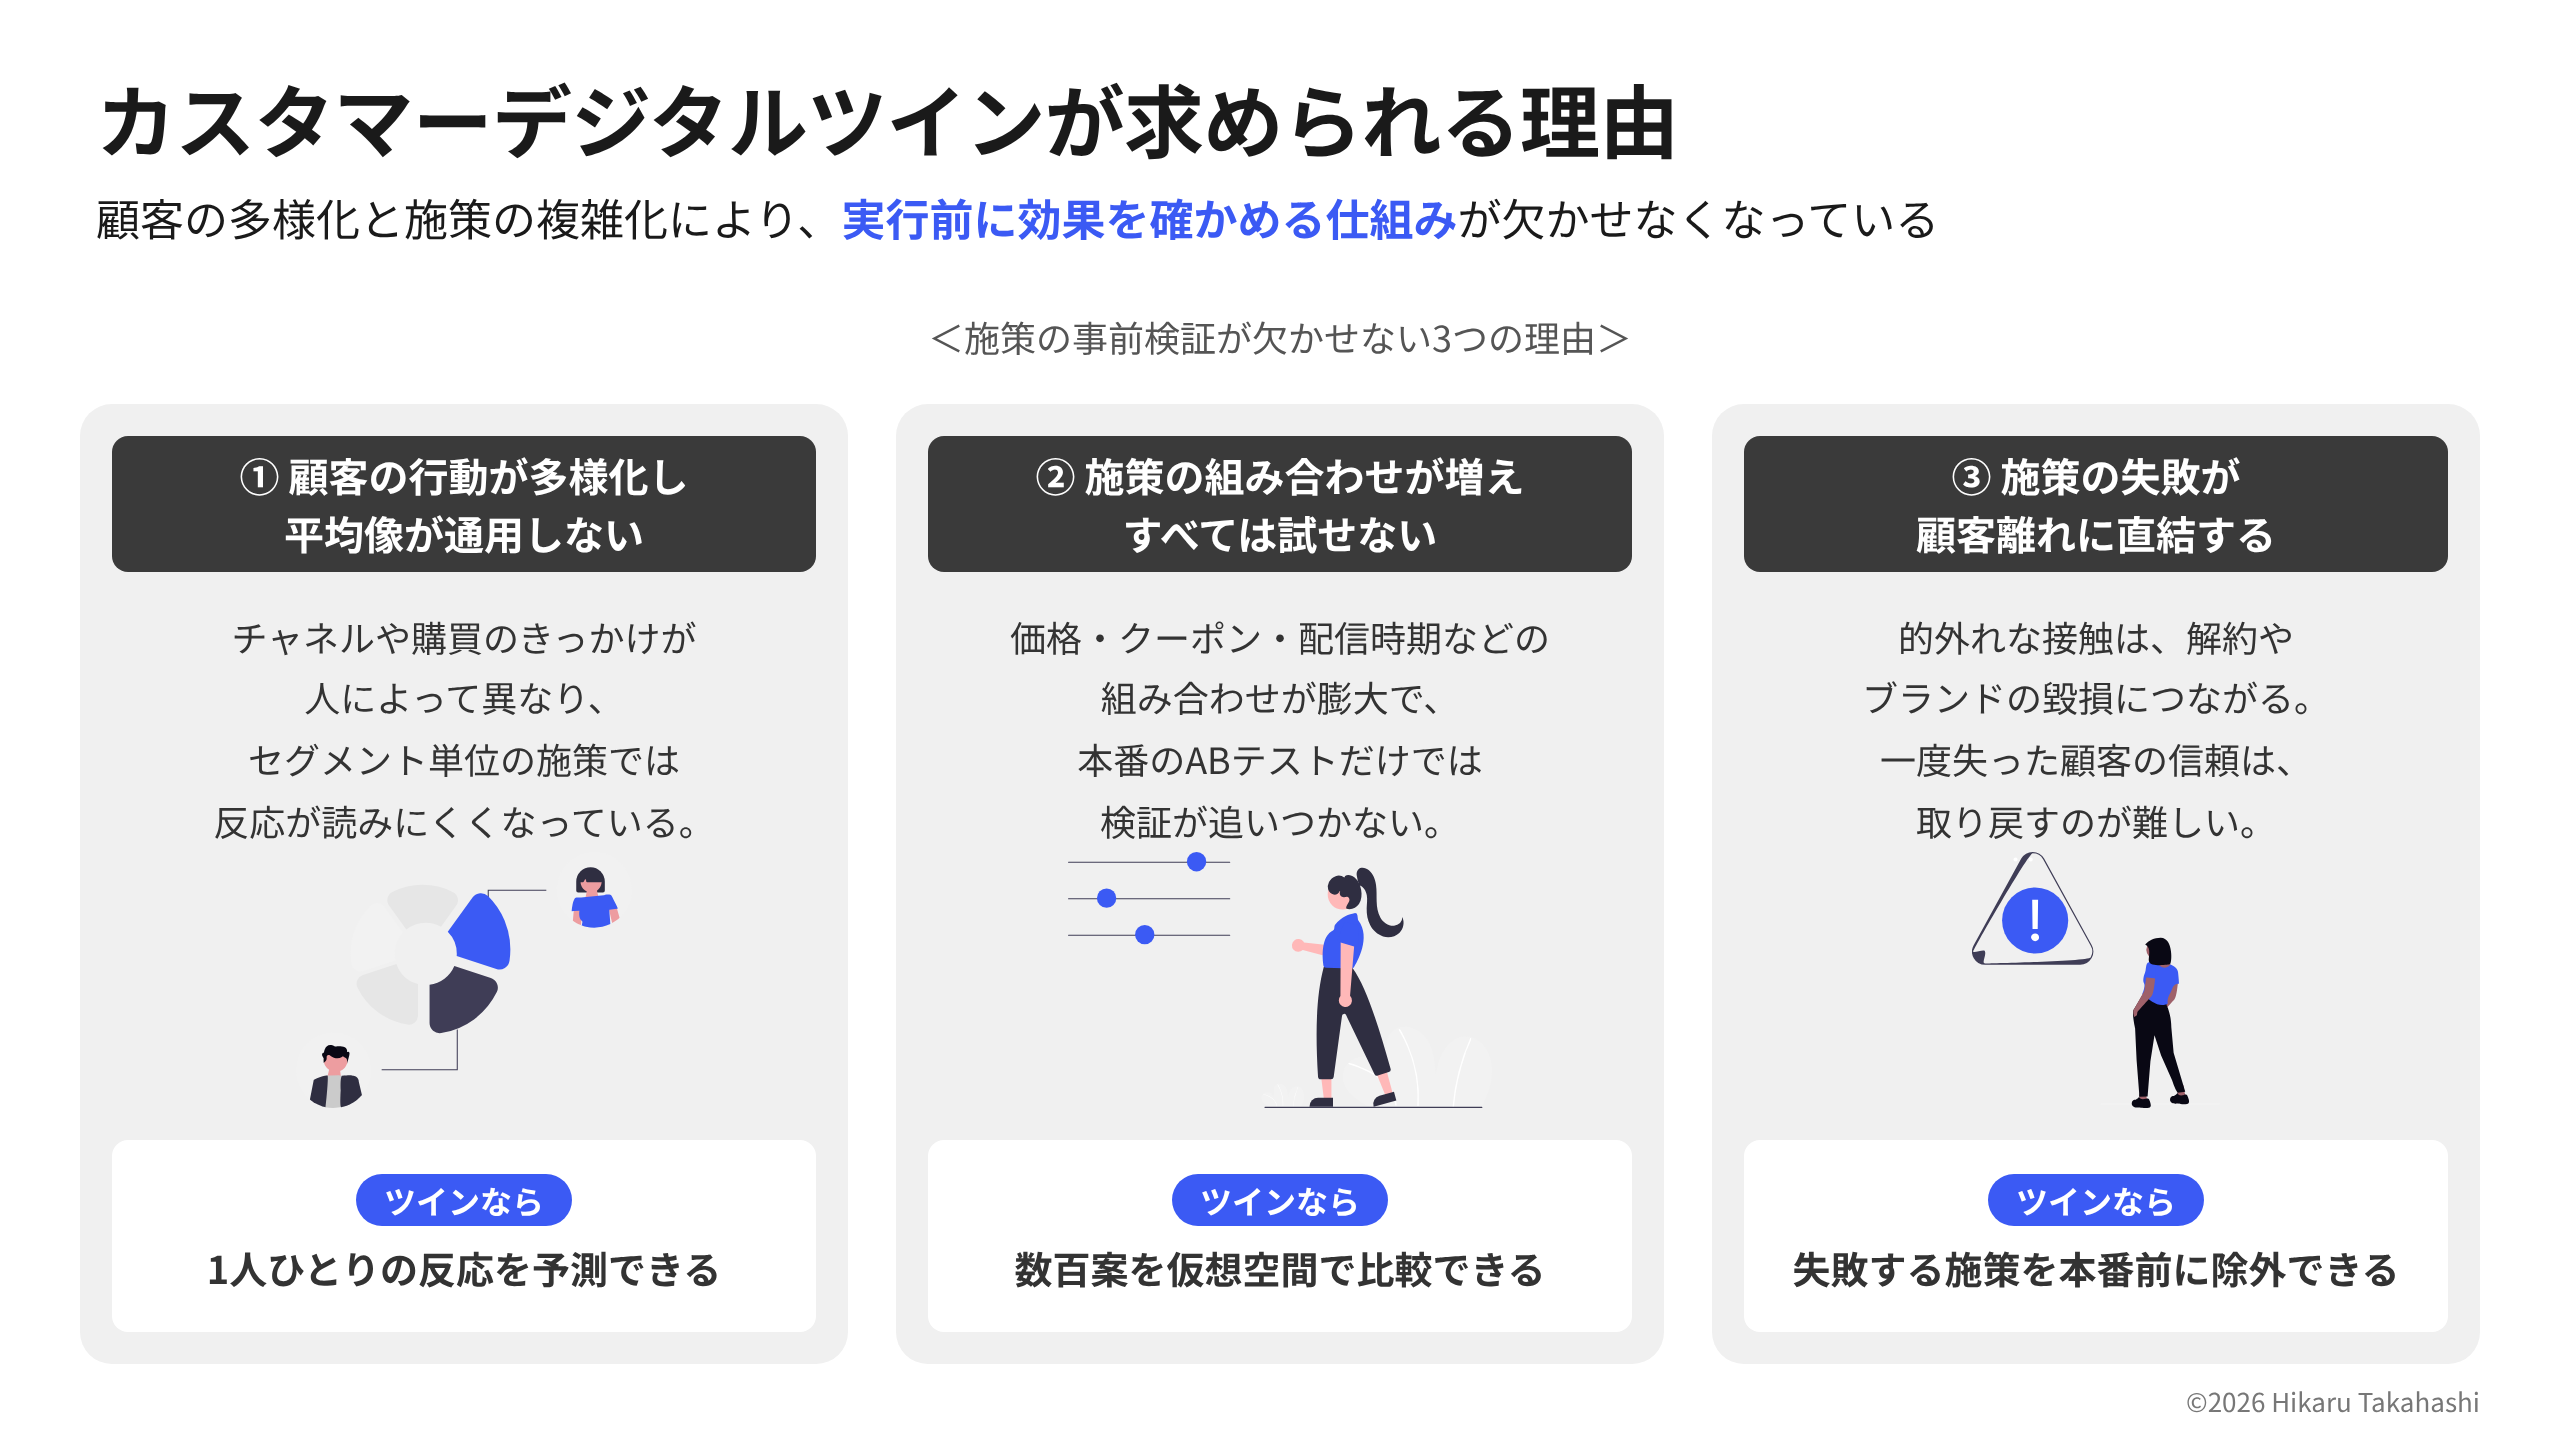 カスタマーデジタルツインが求められる理由
顧客の多様化と施策の複雑化により、実行前に効果を確かめる仕組みが欠かせなくなっている
＜施策の事前検証が欠かせない3つの理由＞
① 顧客の行動が多様化し
平均像が通用しない
チャネルや購買のきっかけが
人によって異なり、
セグメント単位の施策では
反応が読みにくくなっている。
ツインなら
1人ひとりの反応を予測できる
② 施策の組み合わせが増え
すべては試せない
価格・クーポン・配信時期などの
組み合わせが膨大で、
本番のABテストだけでは
検証が追いつかない。
ツインなら
数百案を仮想空間で比較できる
③ 施策の失敗が
顧客離れに直結する
的外れな接触は、解約や
ブランドの毀損につながる。
一度失った顧客の信頼は、
取り戻すのが難しい。
!
ツインなら
失敗する施策を本番前に除外できる
©2026 Hikaru Takahashi